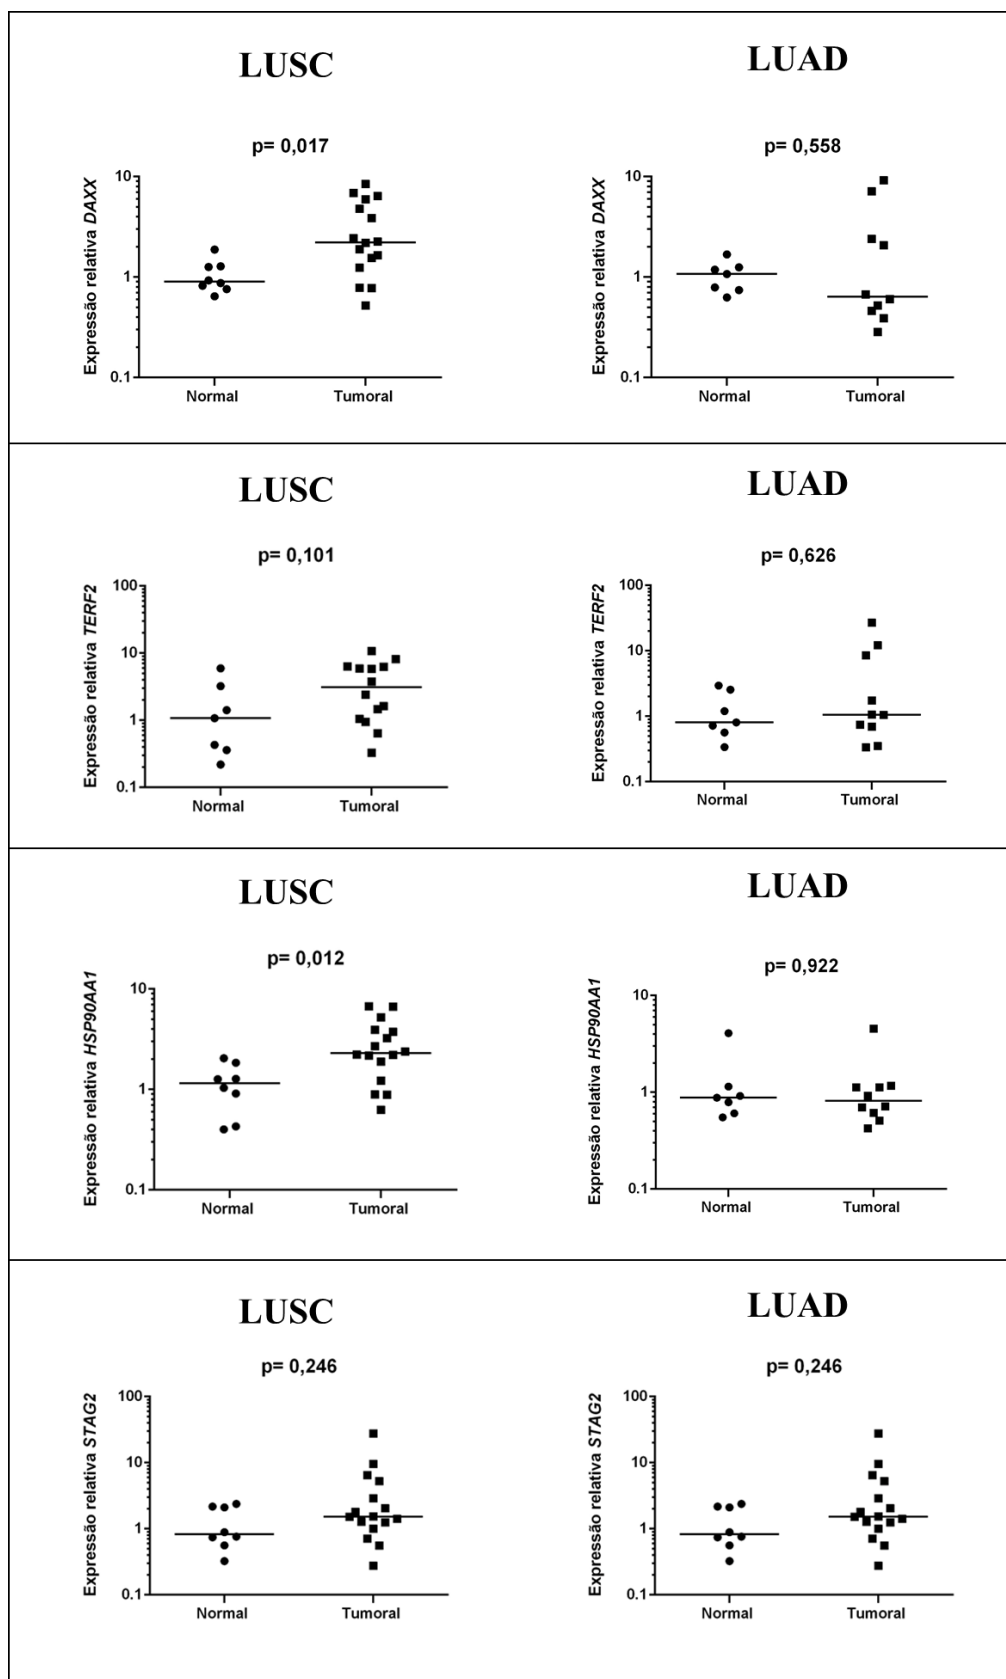 LUSC
LUAD
p= 0,017
p= 0,558
Expressão relativa DAXX
10
1
0.1
Normal
Tumoral
Expressão relativa DAXX
10
1
0.1
Normal
Tumoral
LUSC
LUAD
p= 0,101
p= 0,626
Expressão relativa TERF2
100
10
1
0.1
Normal
Tumoral
Expressão relativa TERF2
100
10
1
0.1
Normal
Tumoral
LUSC
LUAD
p= 0,012
p= 0,922
Expressão relativa HSP90AA1
10
1
0.1
Normal
Tumoral
Expressão relativa HSP90AA1
10
1
0.1
Normal
Tumoral
LUSC
LUAD
p= 0,246
p= 0,246
Expressão relativa STAG2
100
10
1
0.1
Normal
Tumoral
Expressão relativa STAG2
100
10
1
0.1
Normal
Tumoral